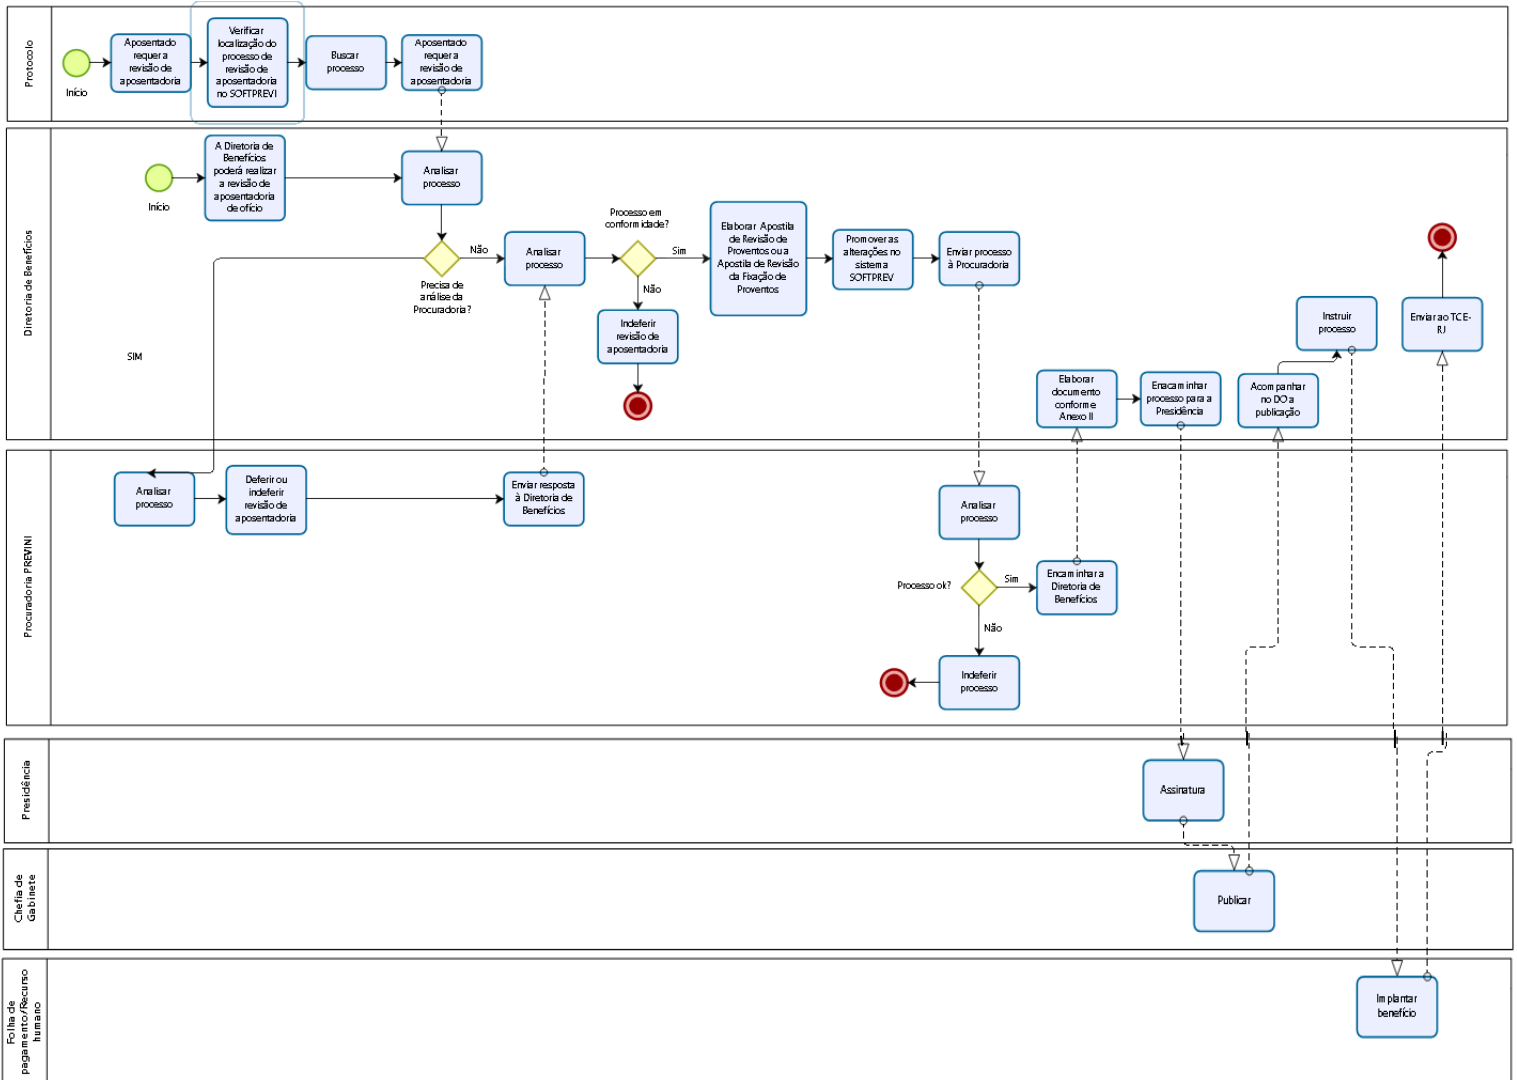 Protocolo
Início
Aposentado
requer a
revisão de
aposentadoria
Verificar
localização do
processo de
revisão de
aposentadoria
no SOFTPREVI
Buscar
processo
Aposentado
requer a
revisão de
aposentadoria
Diretoria de Benefícios
Início
A Diretoria de
Benefícios
poderá realizar
a revisão de
aposentadoria
de ofício
Analisar
processo
Não
Precisa de
análise da
Procuradoria?
SIM
Analisar
processo
Processo em
conformidade?
Sim
Não
Indeferir
revisão de
aposentadoria
Elaborar Apostila
de Revisão de
Proventos ou a
Apostila de Revisão
da Fixação de
Proventos
Promover as
alterações no
sistema
SOFTPREV
Enviar processo
à Procuradoria
Elaborar
documento
conforme
Anexo II
Enacaminhar
processo para a
Presidência
Acompanhar
no DO a
publicação
Instruir
processo
Enviar ao TCE-
RJ
Procuradoria PREVINI
Analisar
processo
Deferir ou
indeferir
revisão de
aposentadoria
Enviar resposta
à Diretoria de
Benefícios
Analisar
processo
Processo ok?
Sim
Encaminhar a
Diretoria de
Benefícios
Não
Indeferir
processo
Presidência
Assinatura
Chefia de
Gabinete
Publicar
Folha de
pagamento/Recurso
humano
Implantar
benefício